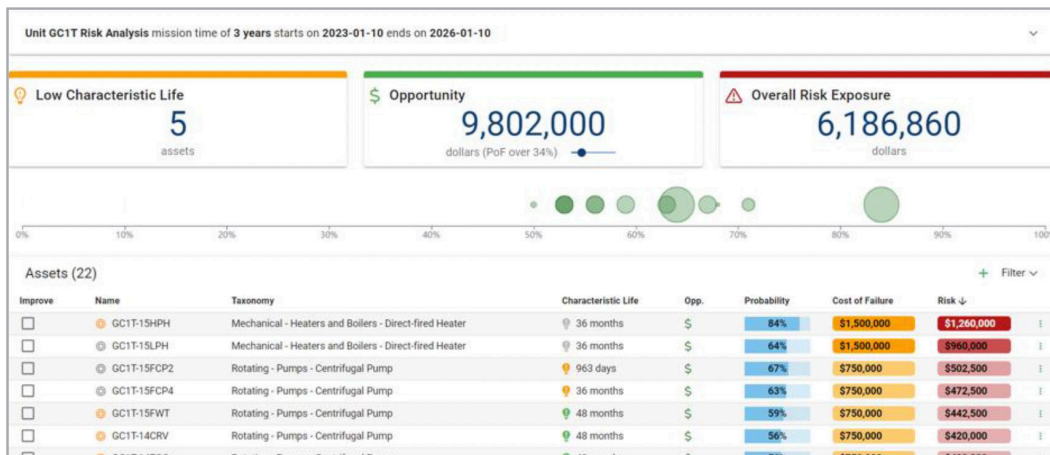 Unit GC1T Risk Analysis mission time of 3 years starts on 2023-01-10 ends on 2026-01-10
Low Characteristic Life
5
assets
$ Opportunity
9,802,000
dollars (PoF over 34%)
Overall Risk Exposure
6,186,860
dollars
0% 10% 20% 30% 40% 50% 60% 70% 80% 90% 100%
Assets (22) + Filter
Improve Name Taxonomy Characteristic Life Opp. Probability Cost of Failure Risk ↓
GC1T-15HPH Mechanical - Heaters and Boilers - Direct-fired Heater 36 months $ 84% $1,500,000 $1,260,000
GC1T-15LPH Mechanical - Heaters and Boilers - Direct-fired Heater 36 months $ 64% $1,500,000 $960,000
GC1T-15FCP2 Rotating - Pumps - Centrifugal Pump 963 days $ 67% $750,000 $502,500
GC1T-15FCP4 Rotating - Pumps - Centrifugal Pump 36 months $ 63% $750,000 $472,500
GC1T-15FWT Rotating - Pumps - Centrifugal Pump 48 months $ 59% $750,000 $442,500
GC1T-14CRV Rotating - Pumps - Centrifugal Pump 48 months $ 56% $750,000 $420,000